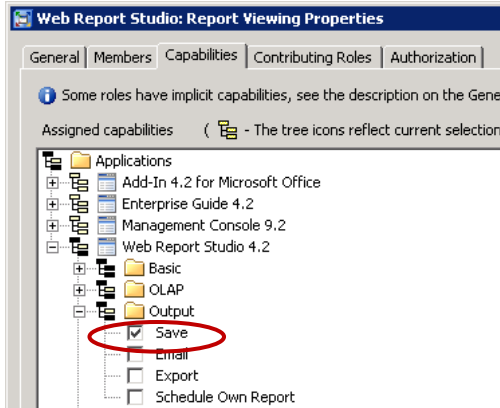 Web Report Studio: Report Viewing Properties
General Members Capabilities Contributing Roles Authorization
Some roles have implicit capabilities, see the description on the Gene
Assigned capabilities ( - The tree icons reflect current selection
Applications
Add-In 4.2 for Microsoft Office
Enterprise Guide 4.2
Management Console 9.2
Web Report Studio 4.2
Basic
OLAP
Output
Save
Email
Export
Schedule Own Report